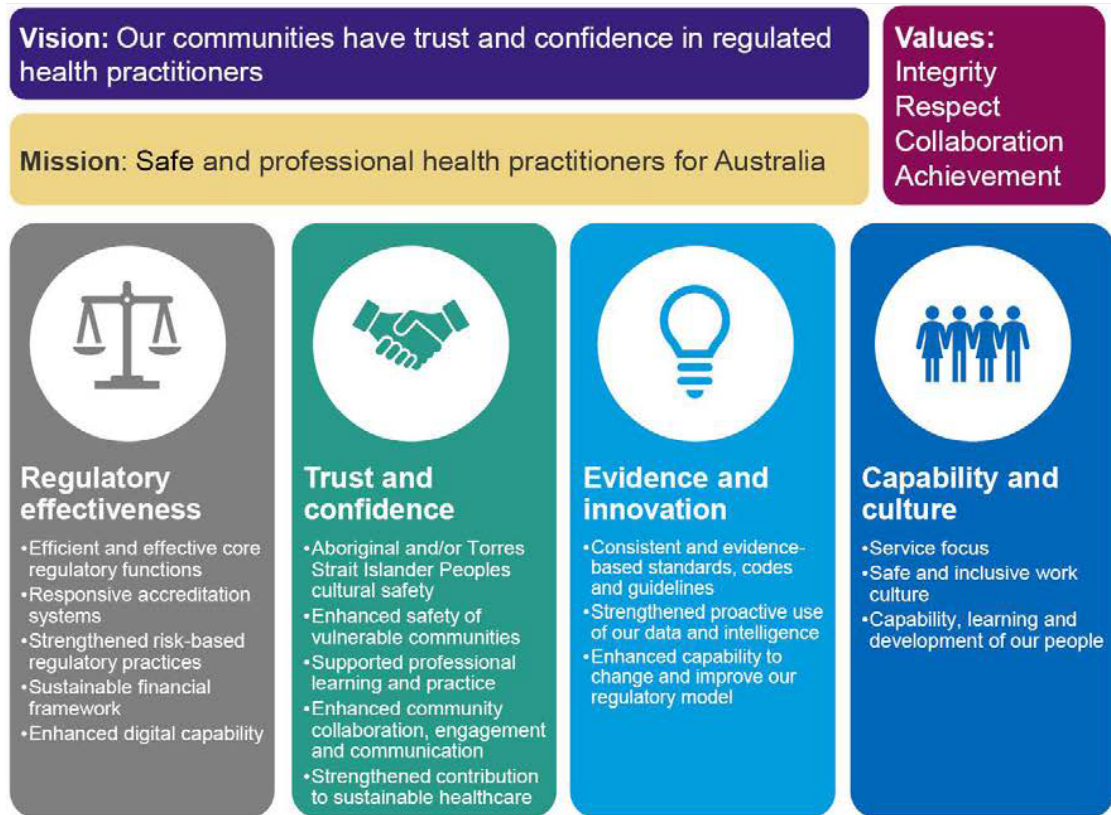 Vision: Our communities have trust and confidence in regulated
health practitioners
Values:
Integrity
Respect
Collaboration
Achievement
Mission: Safe and professional health practitioners for Australia
Regulatory
effectiveness
•Efficient and effective core
regulatory functions
•Responsive accreditation
systems
•Strengthened risk-based
regulatory practices
•Sustainable financial
framework
•Enhanced digital capability
Trust and
confidence
•Aboriginal and/or Torres
Strait Islander Peoples
cultural safety
•Enhanced safety of
vulnerable communities
•Supported professional
learning and practice
•Enhanced community
collaboration, engagement
and communication
•Strengthened contribution
to sustainable healthcare
Evidence and
innovation
•Consistent and evidence-
based standards, codes
and guidelines
•Strengthened proactive use
of our data and intelligence
•Enhanced capability to
change and improve our
regulatory model
Capability and
culture
•Service focus
•Safe and inclusive work
culture
•Capability, learning and
development of our people